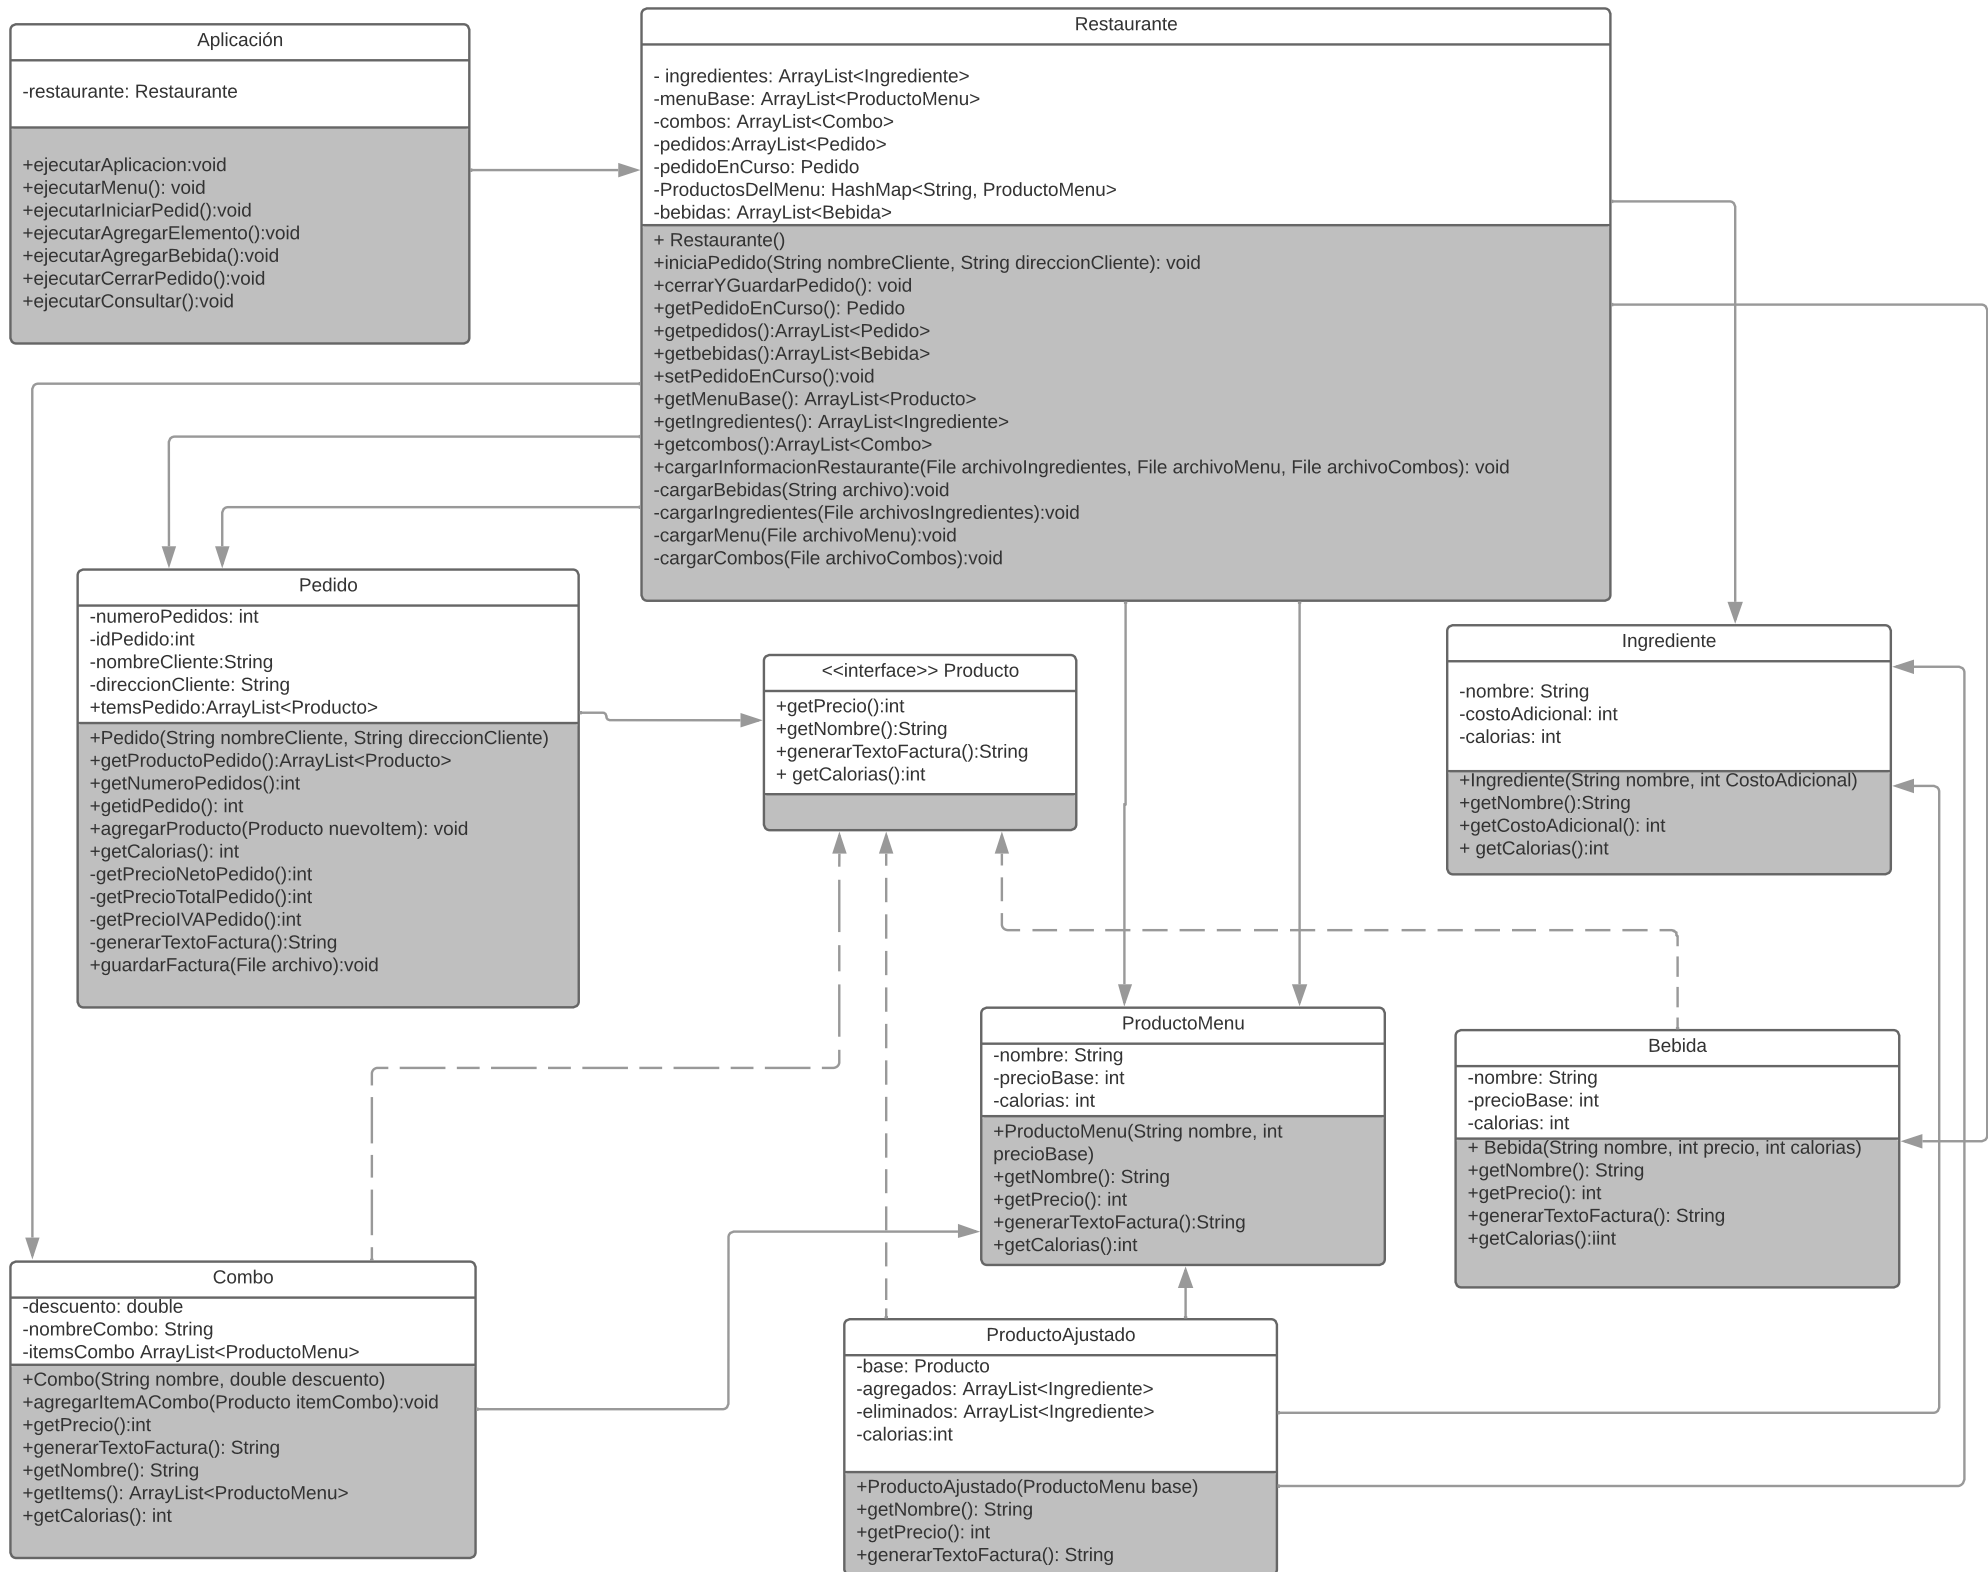 Aplicación
-restaurante: Restaurante
+ejecutarAplicacion:void
+ejecutarMenu(): void
+ejecutarIniciarPedid():void
+ejecutarAgregarElemento():void
+ejecutarAgregarBebida():void
+ejecutarCerrarPedido():void
+ejecutarConsultar():void
Restaurante
- ingredientes: ArrayList<Ingrediente>
-menuBase: ArrayList<ProductoMenu>
-combos: ArrayList<Combo>
-pedidos:ArrayList<Pedido>
-pedidoEnCurso: Pedido
-ProductosDelMenu: HashMap<String, ProductoMenu>
-bebidas: ArrayList<Bebida>
+ Restaurante()
+iniciaPedido(String nombreCliente, String direccionCliente): void
+cerrarYGuardarPedido(): void
+getPedidoEnCurso(): Pedido
+getpedidos():ArrayList<Pedido>
+getbebidas():ArrayList<Bebida>
+setPedidoEnCurso():void
+getMenuBase(): ArrayList<Producto>
+getIngredientes(): ArrayList<Ingrediente>
+getcombos():ArrayList<Combo>
+cargarInformacionRestaurante(File archivoIngredientes, File archivoMenu, File archivoCombos): void
-cargarBebidas(String archivo):void
-cargarIngredientes(File archivosIngredientes):void
-cargarMenu(File archivoMenu):void
-cargarCombos(File archivoCombos):void
Pedido
-numeroPedidos: int
-idPedido:int
-nombreCliente:String
-direccionCliente: String
+temsPedido:ArrayList<Producto>
+Pedido(String nombreCliente, String direccionCliente)
+getProductoPedido():ArrayList<Producto>
+getNumeroPedidos():int
+getidPedido(): int
+agregarProducto(Producto nuevoItem): void
+getCalorias(): int
-getPrecioNetoPedido():int
-getPrecioTotalPedido():int
-getPrecioIVAPedido():int
-generarTextoFactura():String
+guardarFactura(File archivo):void
<<interface>> Producto
+getPrecio():int
+getNombre():String
+generarTextoFactura():String
+ getCalorias():int
Ingrediente
-nombre: String
-costoAdicional: int
-calorias: int
+Ingrediente(String nombre, int CostoAdicional)
+getNombre():String
+getCostoAdicional(): int
+ getCalorias():int
ProductoMenu
-nombre: String
-precioBase: int
-calorias: int
+ProductoMenu(String nombre, int
precioBase)
+getNombre(): String
+getPrecio(): int
+generarTextoFactura():String
+getCalorias():int
Bebida
-nombre: String
-precioBase: int
-calorias: int
+ Bebida(String nombre, int precio, int calorias)
+getNombre(): String
+getPrecio(): int
+generarTextoFactura(): String
+getCalorias():iint
Combo
-descuento: double
-nombreCombo: String
-itemsCombo ArrayList<ProductoMenu>
+Combo(String nombre, double descuento)
+agregarItemACombo(Producto itemCombo):void
+getPrecio():int
+generarTextoFactura(): String
+getNombre(): String
+getItems(): ArrayList<ProductoMenu>
+getCalorias(): int
ProductoAjustado
-base: Producto
-agregados: ArrayList<Ingrediente>
-eliminados: ArrayList<Ingrediente>
-calorias:int
+ProductoAjustado(ProductoMenu base)
+getNombre(): String
+getPrecio(): int
+generarTextoFactura(): String